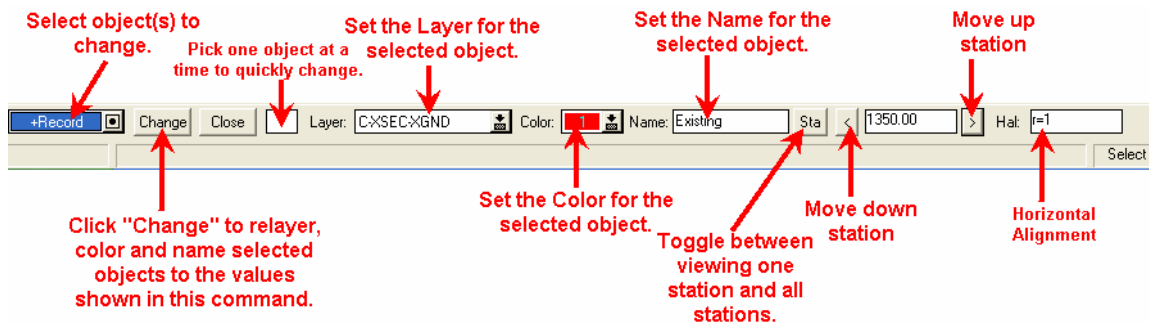 Select object(s) to
change.
Pick one object at a
time to quickly change.
Set the Layer for the
selected object.
Set the Name for the
selected object.
Move up
station
+Record Change Close Layer: C-XSEC-XGND Color: 1 Name: Existing Sta < 1350.00 > Hal: r=1
Select
Click "Change" to relayer,
color and name selected
objects to the values
shown in this command.
Set the Color for the
selected object.
Toggle between
viewing one
station and all
stations.
Move down
station
Horizontal
Alignment